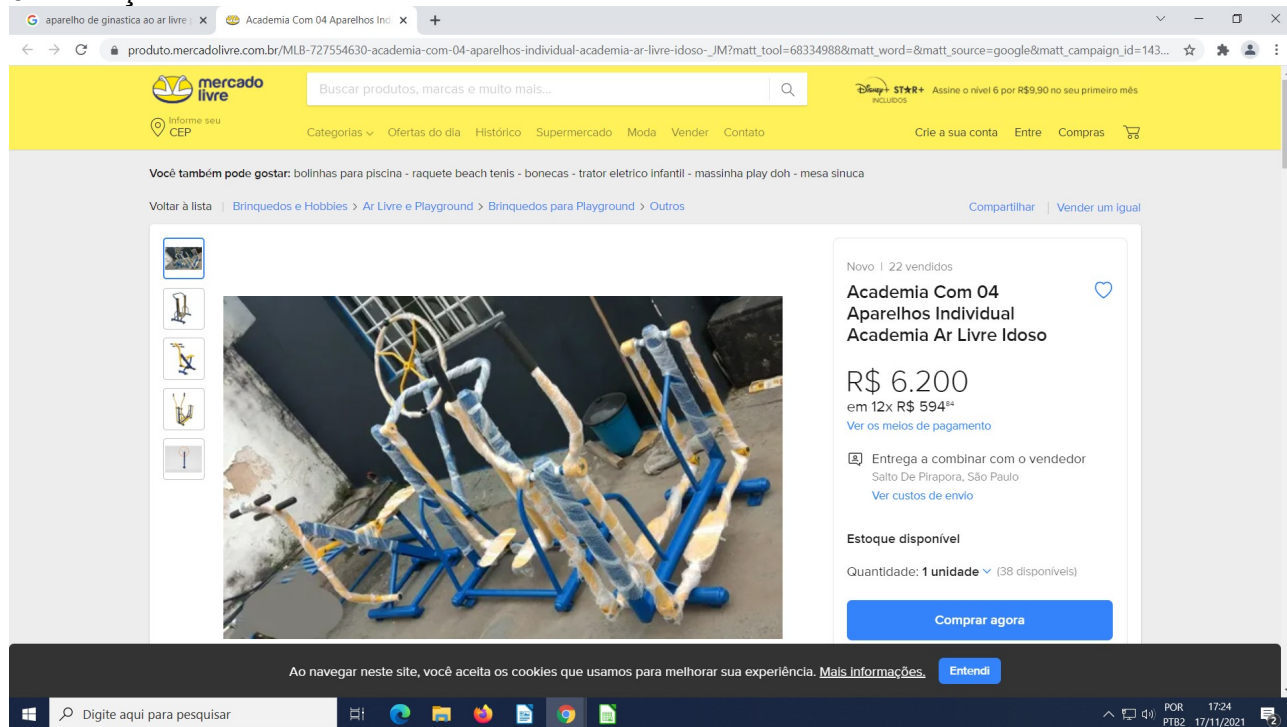 aparelho de ginastica ao ar livre
Academia Com 04 Aparelhos Ind
produto.mercadolivre.com.br/MLB-727554630-academia-com-04-aparelhos-individual-academia-ar-livre-idoso-_JM?matt_tool=68334988&matt_word=&matt_source=google&matt_campaign_id=143...
mercado
livre
Buscar produtos, marcas e muito mais...
Disney+ ST★R+ Assine o nível 6 por R$9,90 no seu primeiro mês
INCLUIDOS
Informe seu
CEP
Categorias Ofertas do dia Histórico Supermercado Moda Vender Contato
Crie a sua conta Entre Compras
Você também pode gostar: bolinhas para piscina - raquete beach tenis - bonecas - trator eletrico infantil - massinha play doh - mesa sinuca
Voltar à lista | Brinquedos e Hobbies > Ar Livre e Playground > Brinquedos para Playground > Outros
Compartilhar | Vender um igual
Novo | 22 vendidos
Academia Com 04
Aparelhos Individual
Academia Ar Livre Idoso
R$ 6.200
em 12x R$ 594⁸⁴
Ver os meios de pagamento
Entrega a combinar com o vendedor
Salto De Pirapora, São Paulo
Ver custos de envio
Estoque disponível
Quantidade: 1 unidade (38 disponíveis)
Comprar agora
Ao navegar neste site, você aceita os cookies que usamos para melhorar sua experiência. Mais informações. Entendi
Digite aqui para pesquisar
POR 17:24
PTB2 17/11/2021
2